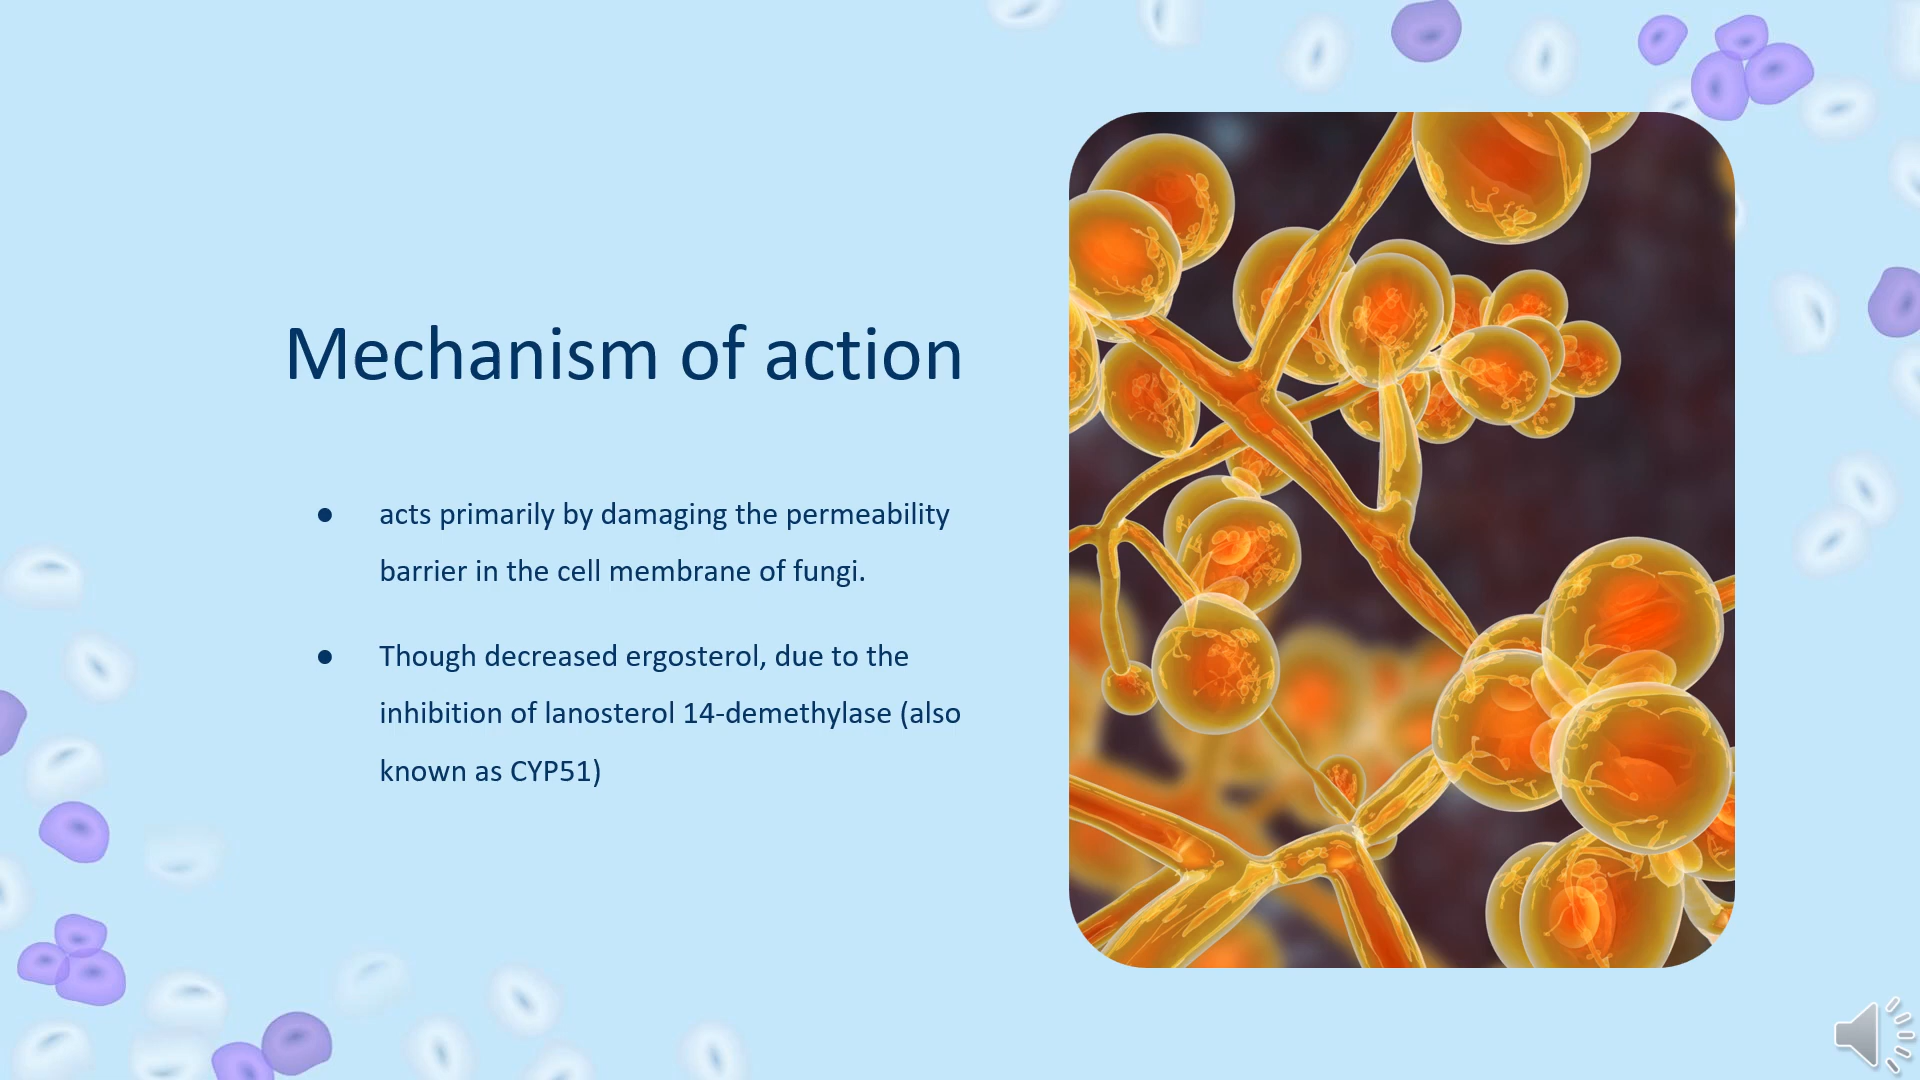 Mechanism of action
● acts primarily by damaging the permeability
barrier in the cell membrane of fungi.
● Though decreased ergosterol, due to the
inhibition of lanosterol 14-demethylase (also
known as CYP51)